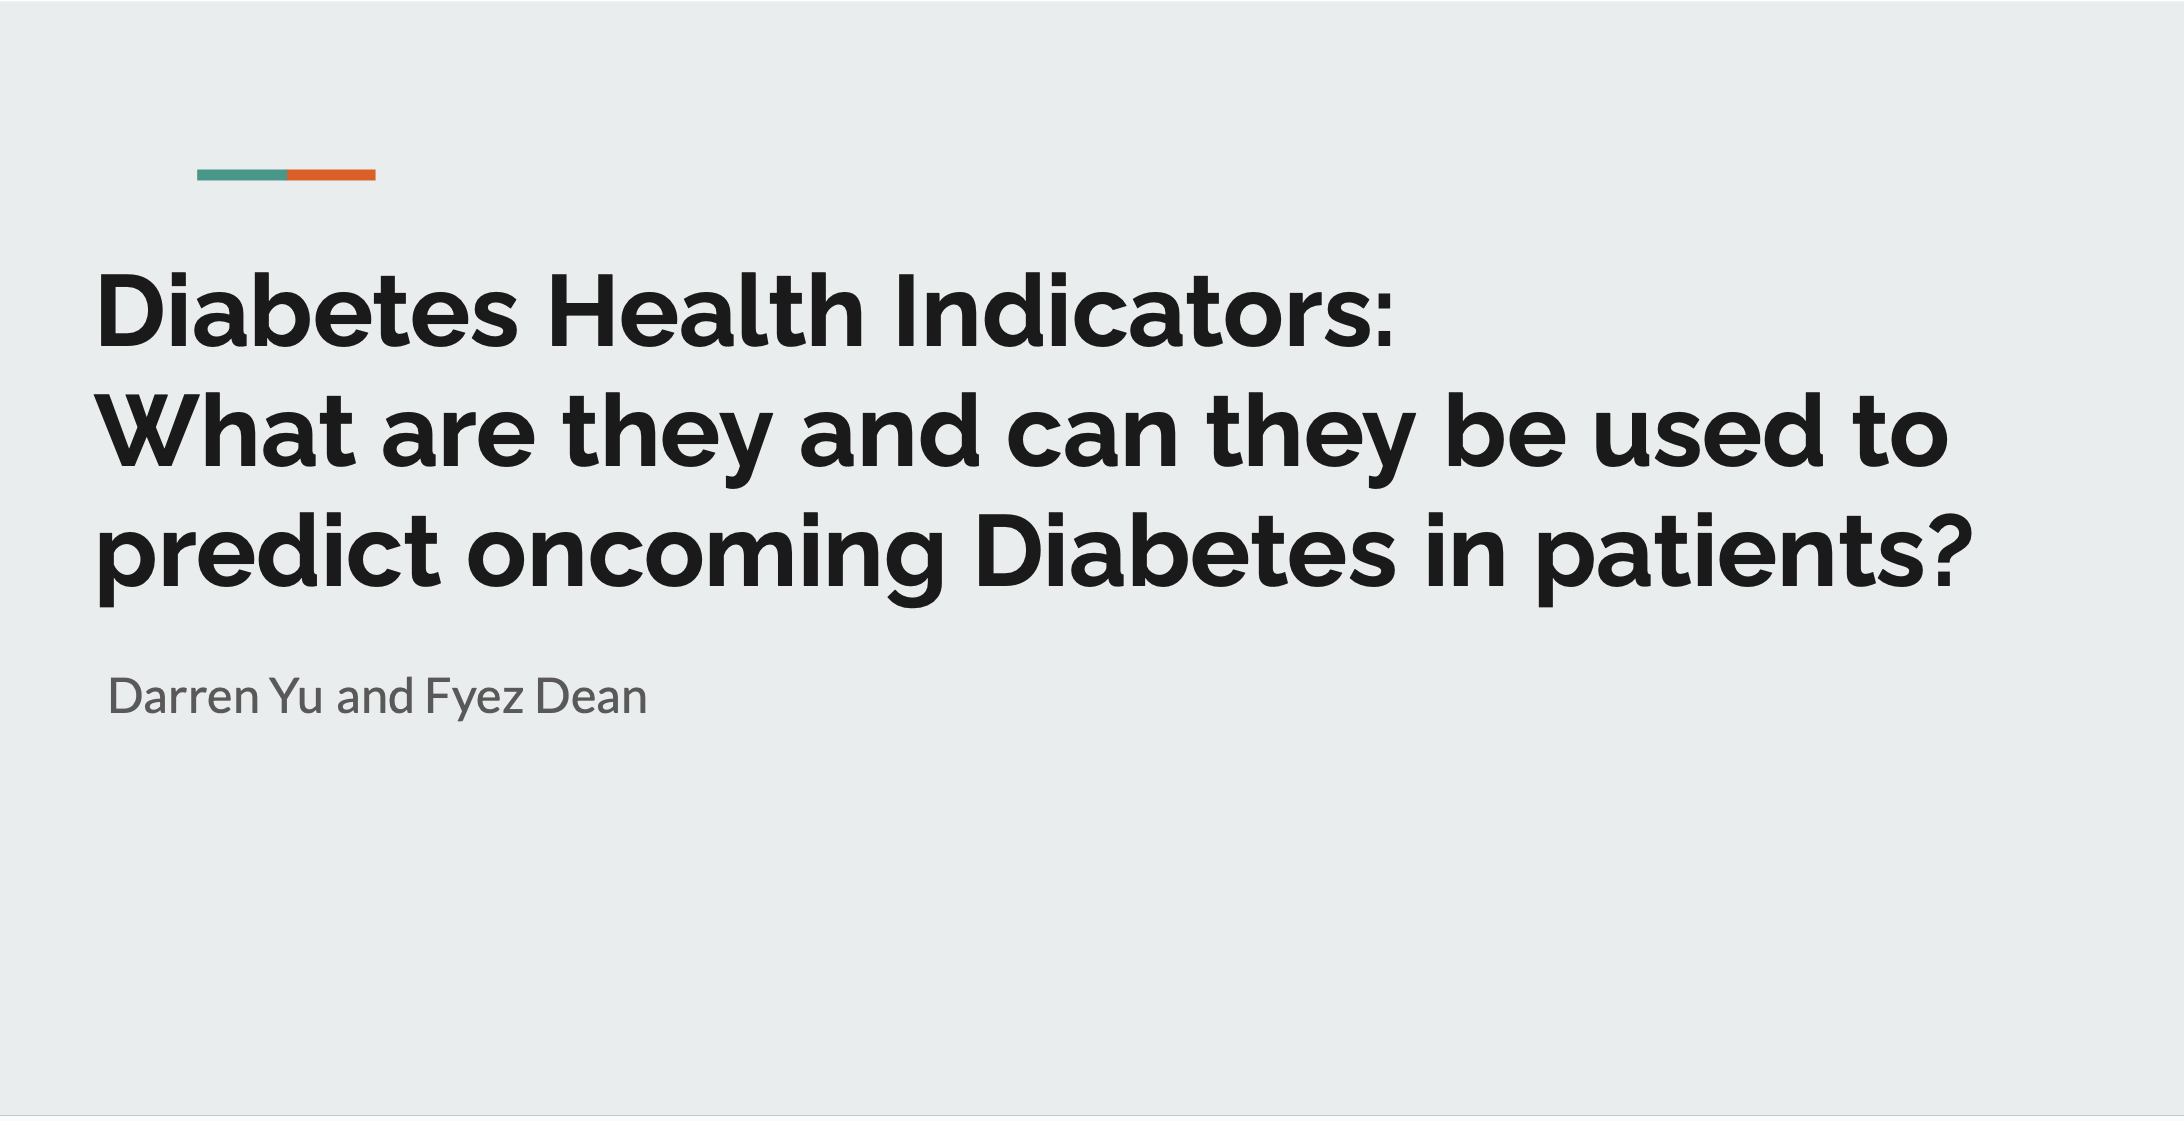 Diabetes Health Indicators:
What are they and can they be used to
predict oncoming Diabetes in patients?
Darren Yu and Fyez Dean